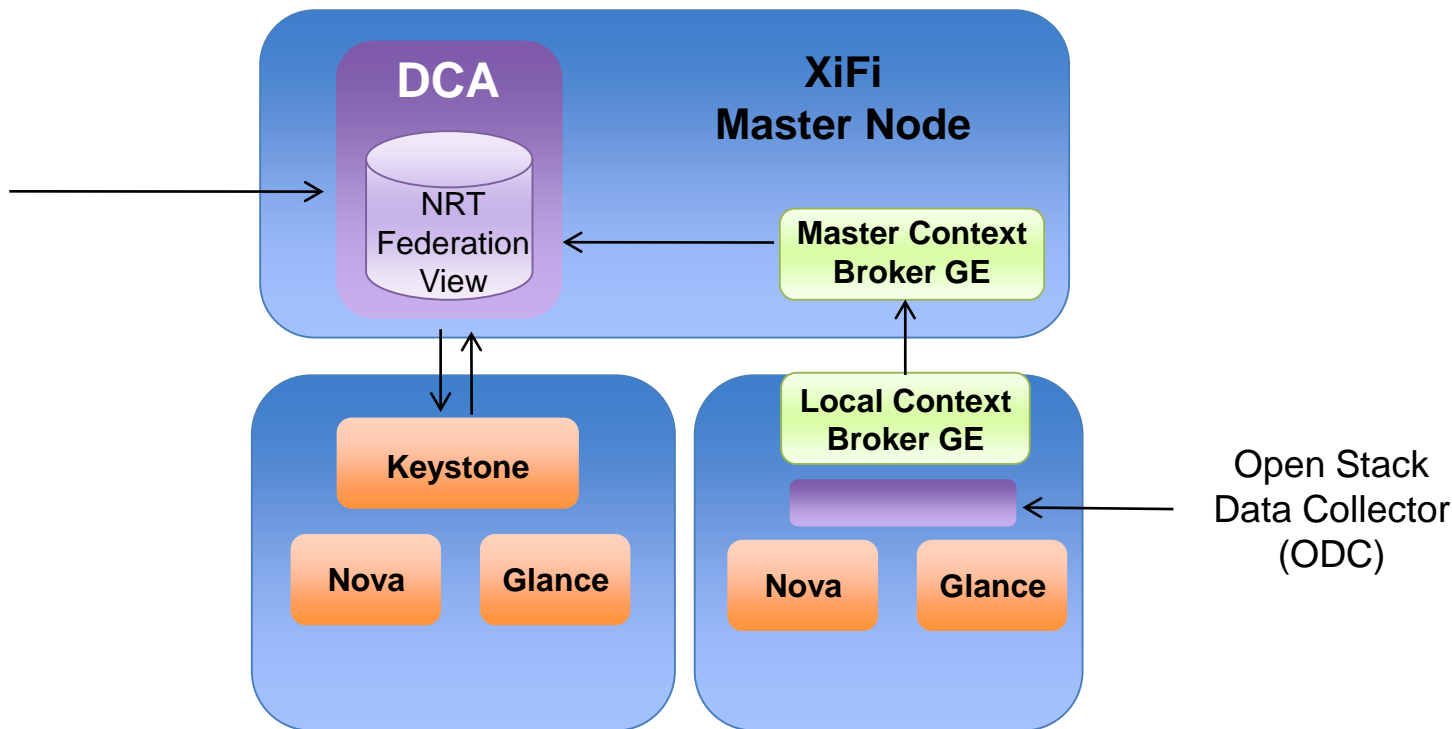 DCA
XiFi
Master Node
NRT
Federation
View
Master Context
Broker GE
Local Context
Broker GE
Keystone
Nova
Glance
Nova
Glance
Open Stack
Data Collector
(ODC)